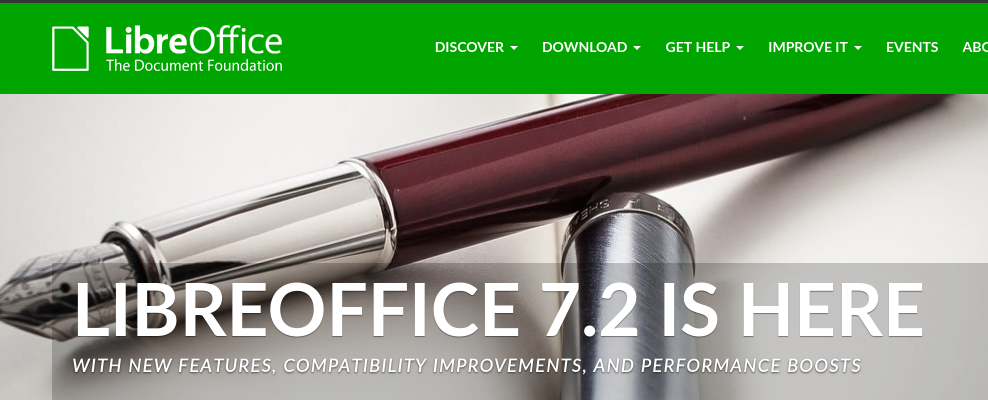 LibreOffice
The Document Foundation
DISCOVER DOWNLOAD GET HELP IMPROVE IT EVENTS ABO
LIBREOFFICE 7.2 IS HERE
WITH NEW FEATURES, COMPATIBILITY IMPROVEMENTS, AND PERFORMANCE BOOSTS